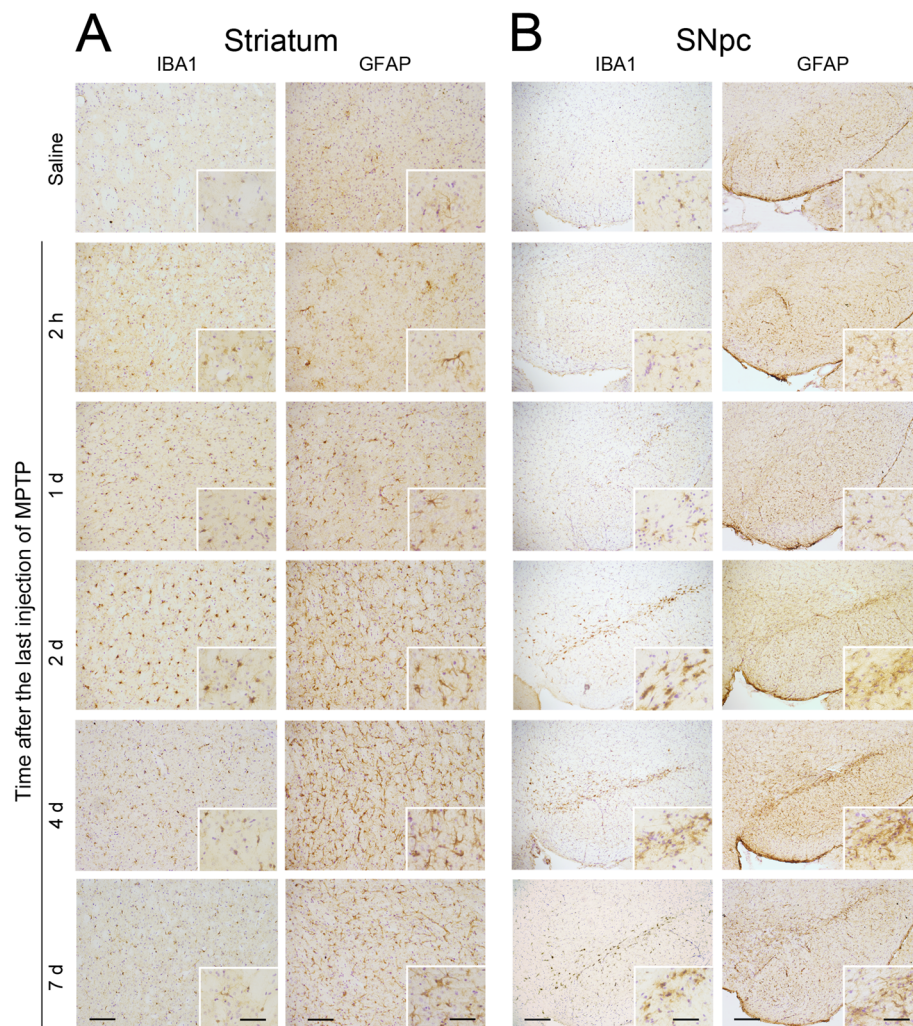 A
Striatum
IBA1
GFAP
B
SNpc
IBA1
GFAP
Saline
Time after the last injection of MPTP
2 h
1 d
2 d
4 d
7 d